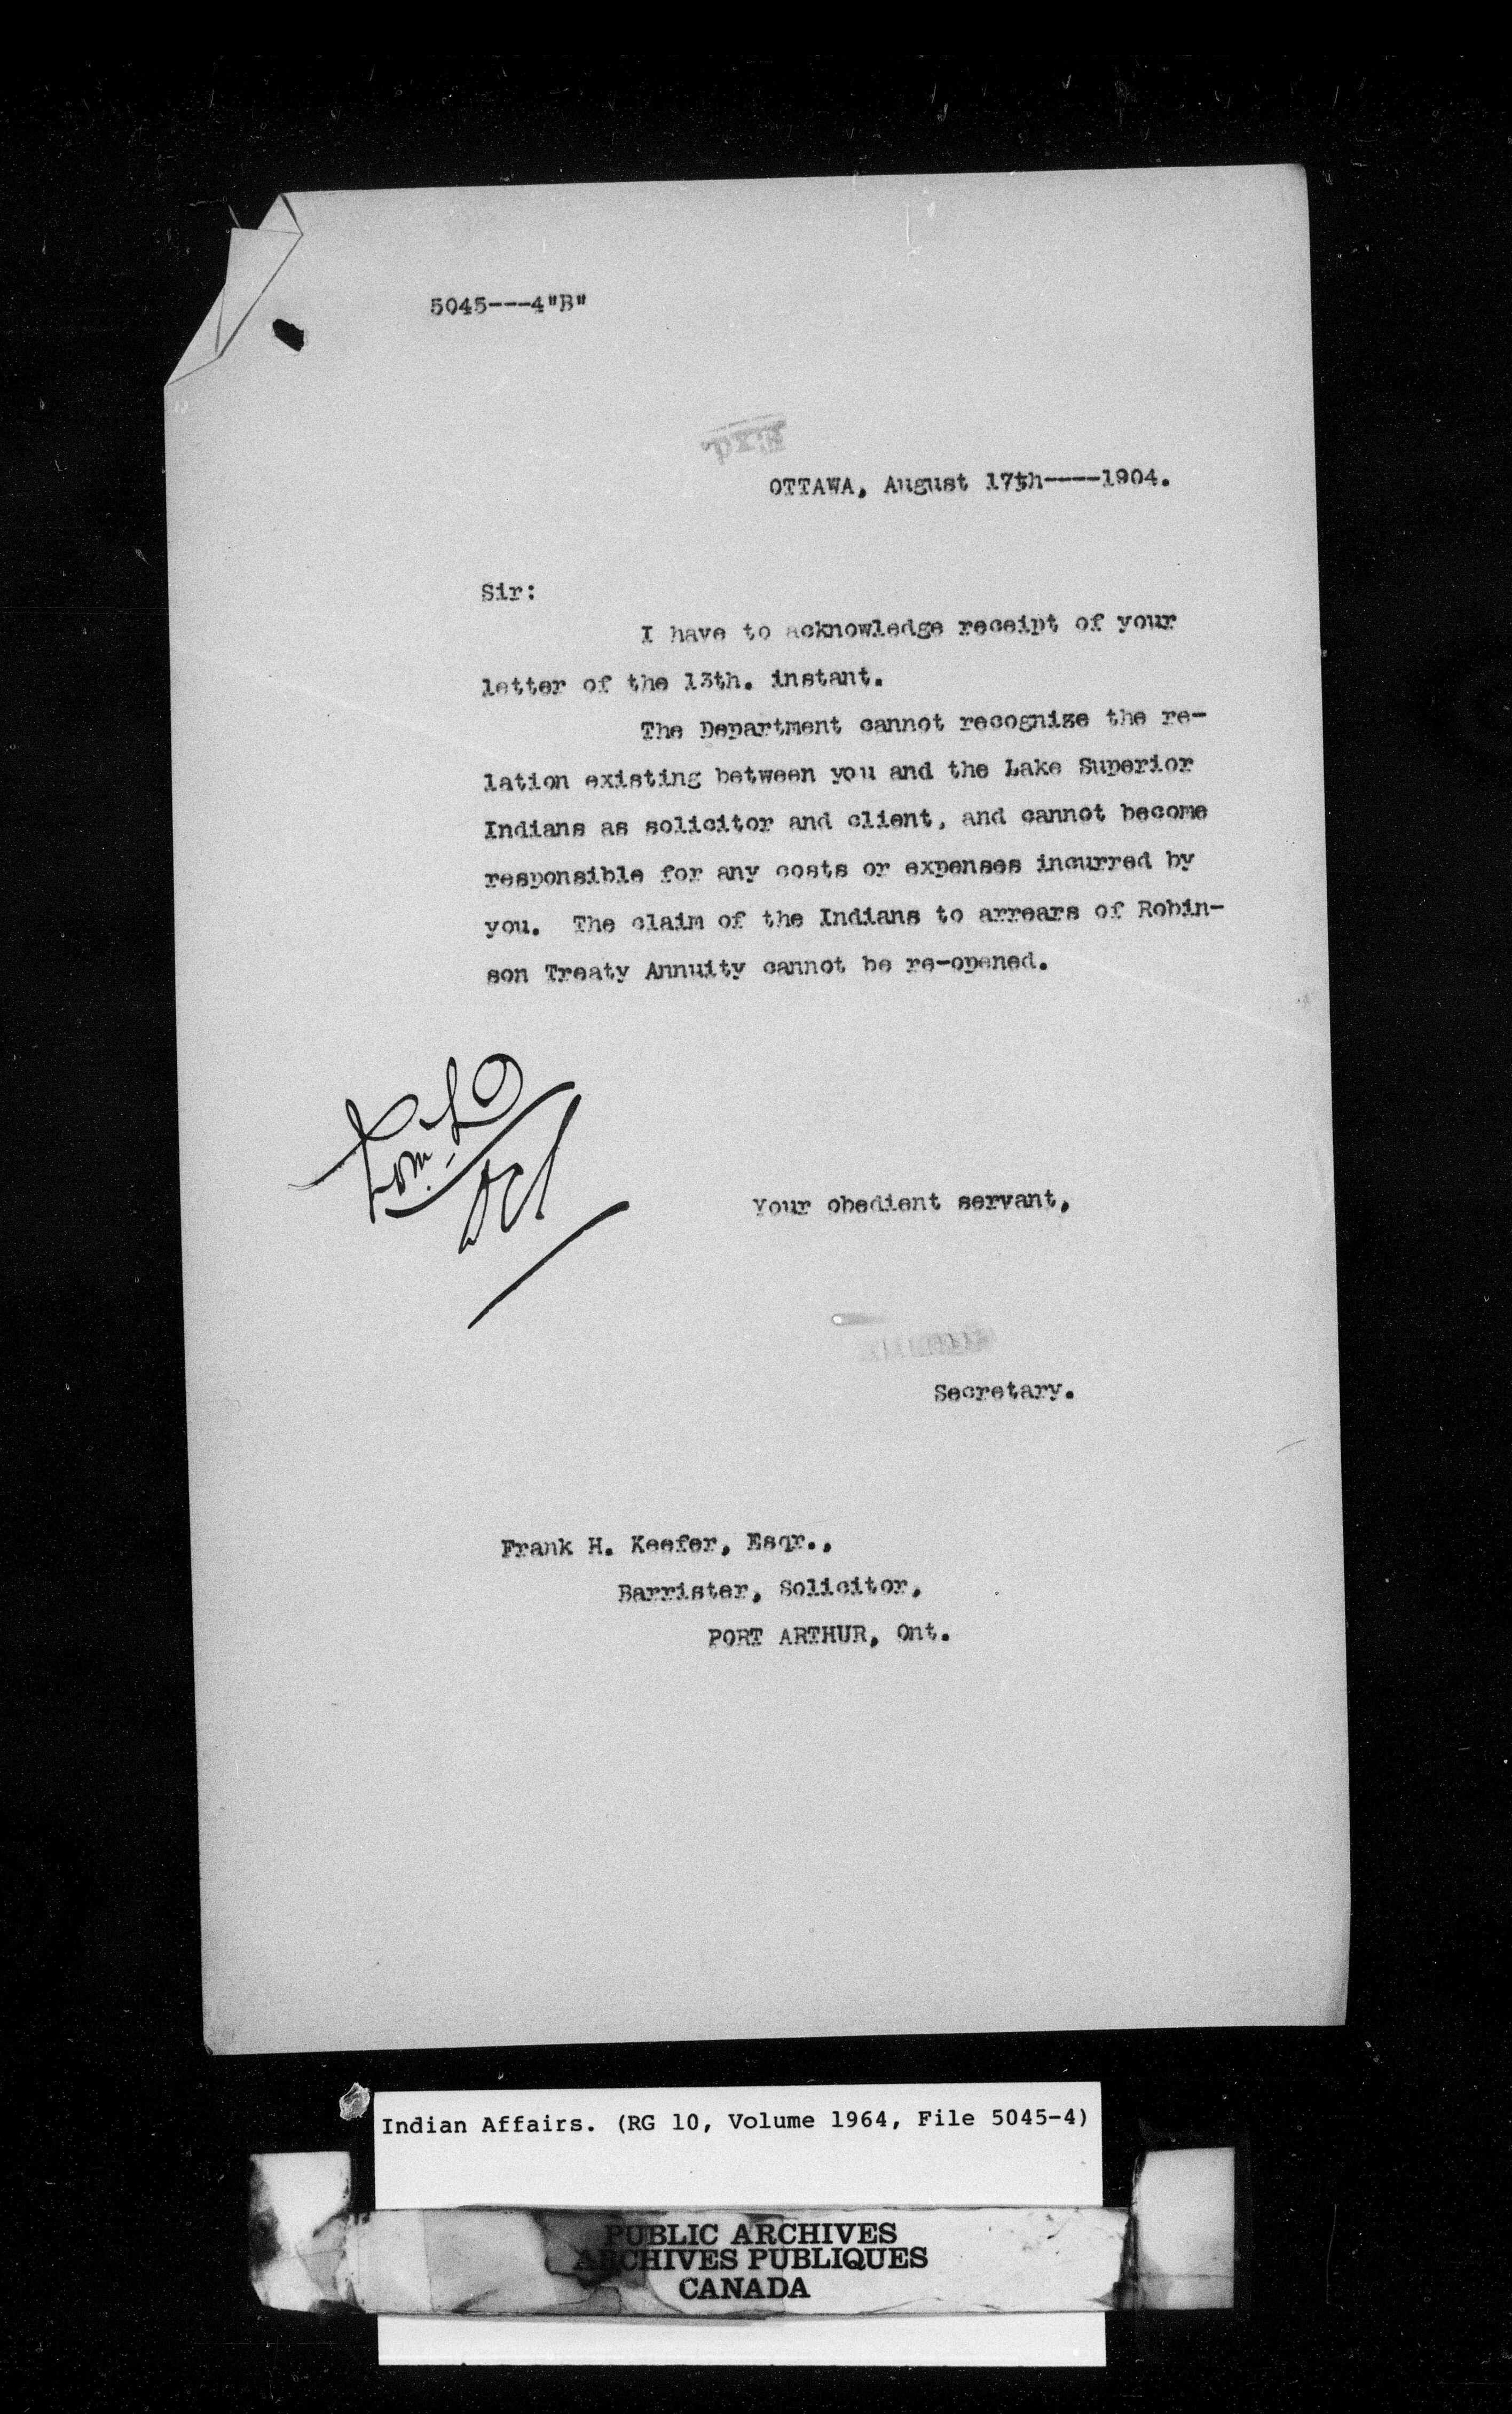 5045---4"B"
OTTAWA, August 17th----1904.
Sir:
I have to acknowledge receipt of your
letter of the 13th. instant.
The Department cannot recognize the re-
lation existing between you and the Lake Superior
Indians as solicitor and client, and cannot become
responsible for any costs or expenses incurred by
you. The claim of the Indians to arrears of Robin-
son Treaty Annuity cannot be re-opened.
Your obedient servant,
Secretary.
Frank H. Keefer, Esqr.,
Barrister, Solicitor,
PORT ARTHUR, Ont.
Indian Affairs. (RG 10, Volume 1964, File 5045-4)
PUBLIC ARCHIVES
ARCHIVES PUBLIQUES
CANADA